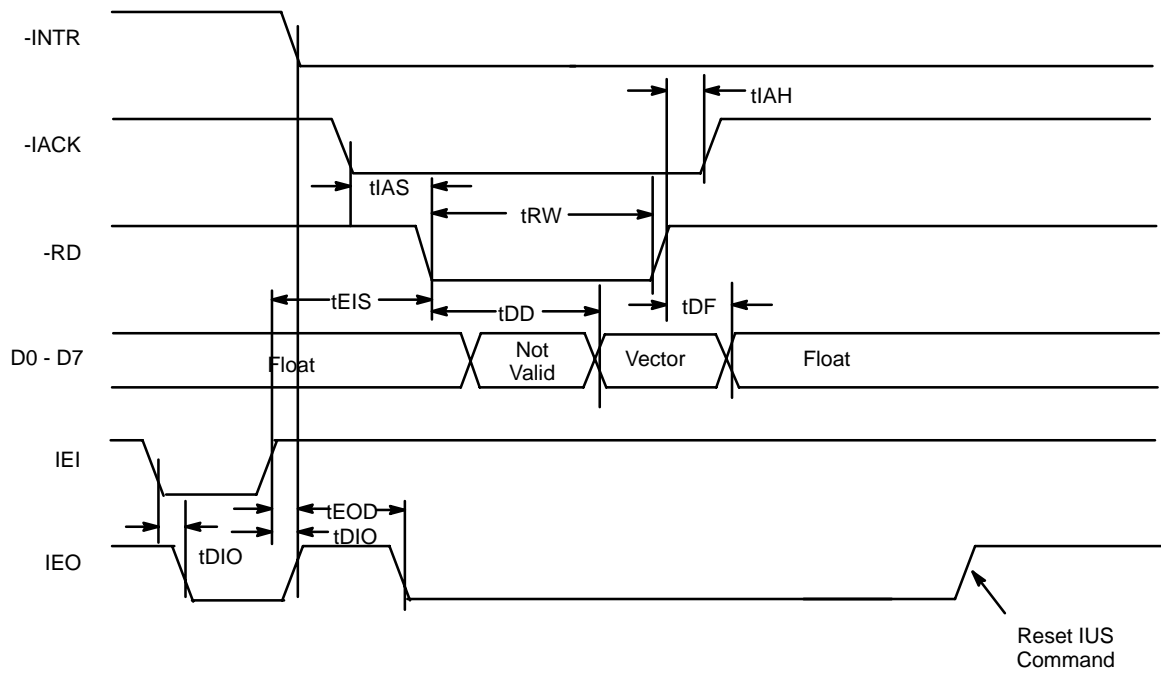 -INTR
tIAH
-IACK
tIAS
tRW
-RD
tEIS
tDD
tDF
D0 - D7
Float
Not
Valid
Vector
Float
IEI
tEOD
tDIO
tDIO
IEO
Reset IUS
Command